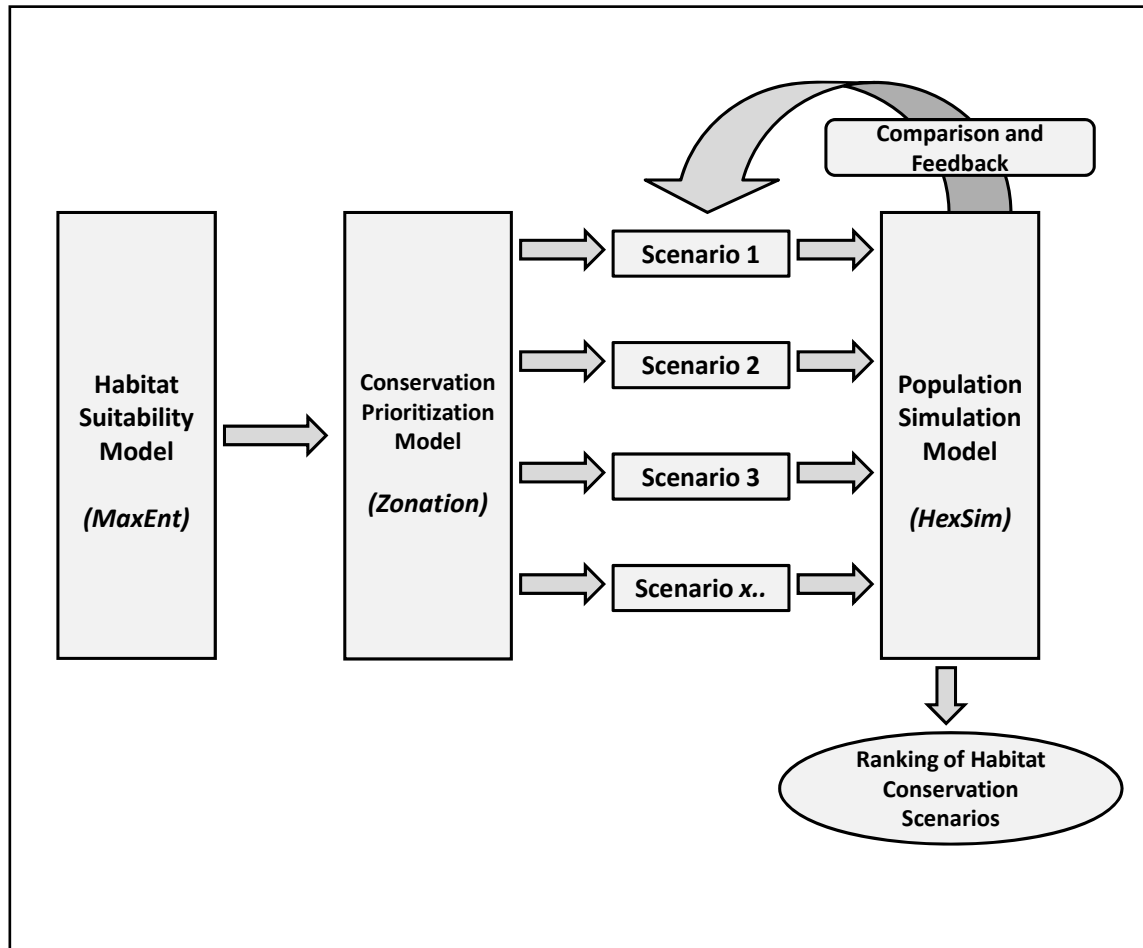 Comparison and
Feedback
Habitat
Suitability
Model
(MaxEnt)
Conservation
Prioritization
Model
(Zonation)
Scenario 1
Scenario 2
Scenario 3
Scenario x..
Population
Simulation
Model
(HexSim)
Ranking of Habitat
Conservation
Scenarios